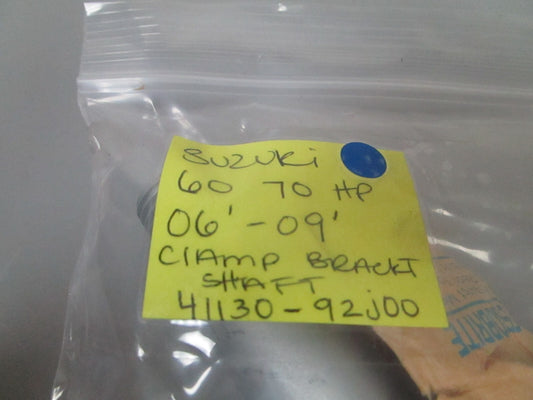 SUZUKi
60 70 HP
06' - 09'
ClAMP BRACKT
SHAFT
41130-92J00